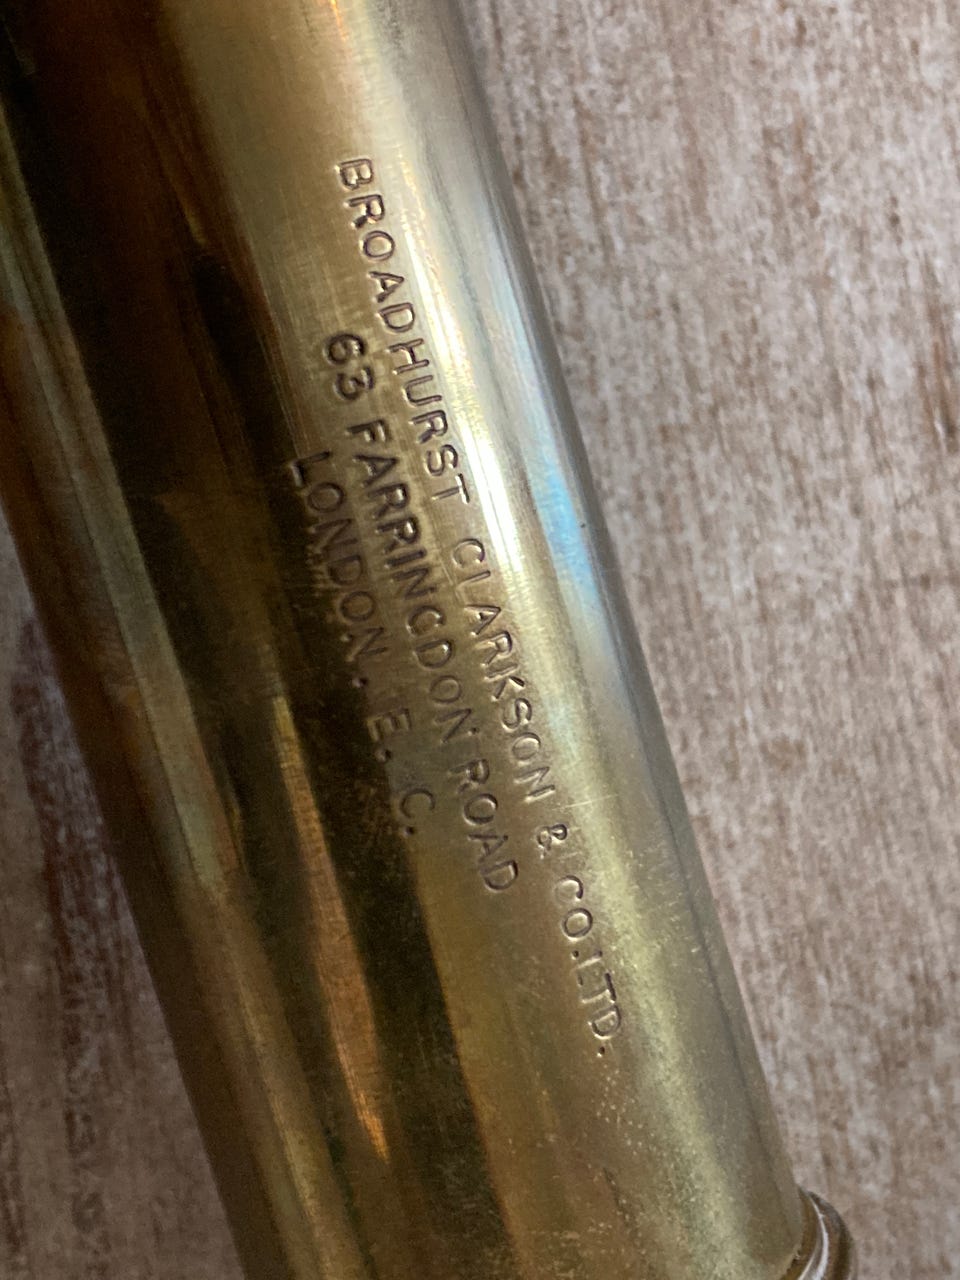 BROADHURST CLARKSON & CO. LTD.
63 FARRINGDON ROAD
LONDON. E. C.